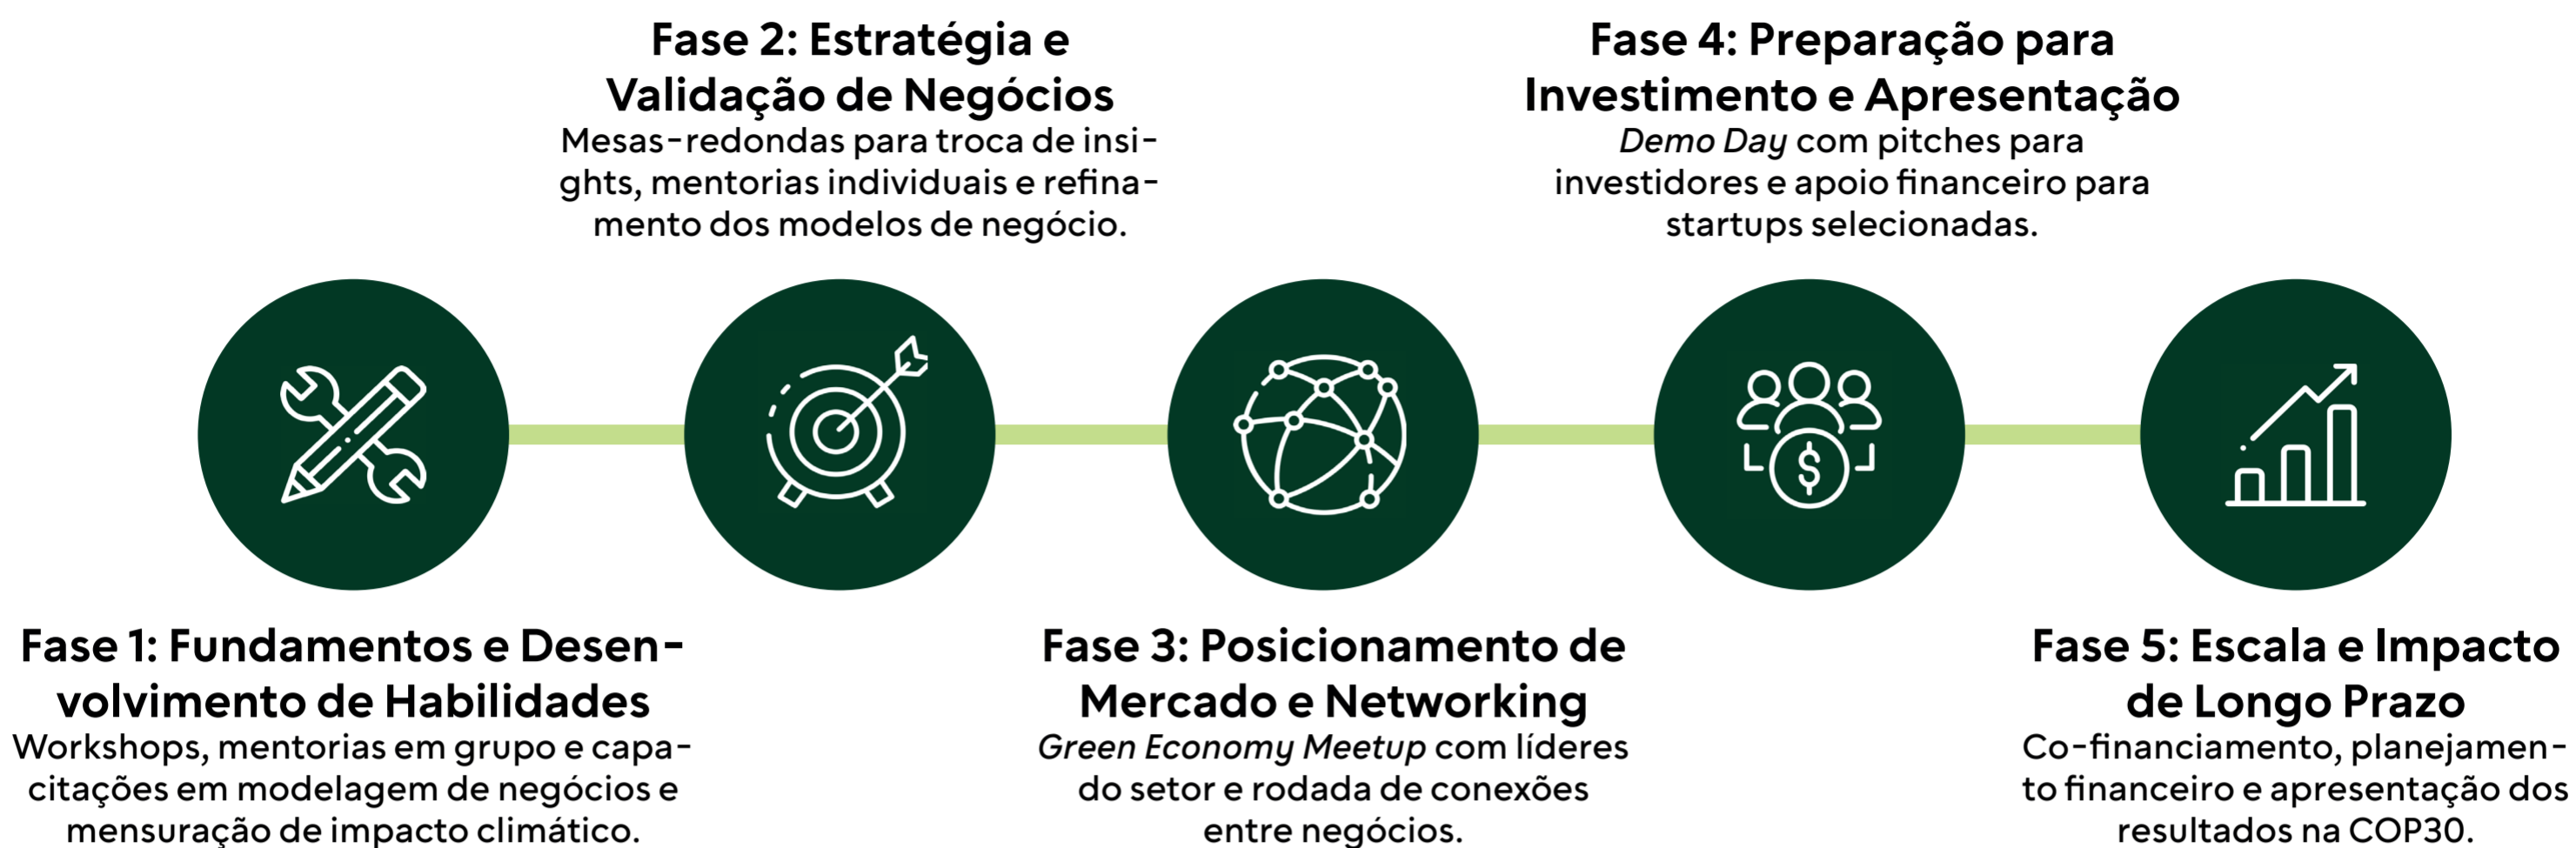 Fase 1: Fundamentos e Desen-
volvimento de Habilidades
Workshops, mentorias em grupo e capa-
citações em modelagem de negócios e
mensuração de impacto climático.
Fase 2: Estratégia e
Validação de Negócios
Mesas-redondas para troca de insi-
ghts, mentorias individuais e refina-
mento dos modelos de negócio.
Fase 3: Posicionamento de
Mercado e Networking
Green Economy Meetup com líderes
do setor e rodada de conexões
entre negócios.
Fase 4: Preparação para
Investimento e Apresentação
Demo Day com pitches para
investidores e apoio financeiro para
startups selecionadas.
$
Fase 5: Escala e Impacto
de Longo Prazo
Co-financiamento, planejamen-
to financeiro e apresentação dos
resultados na COP30.